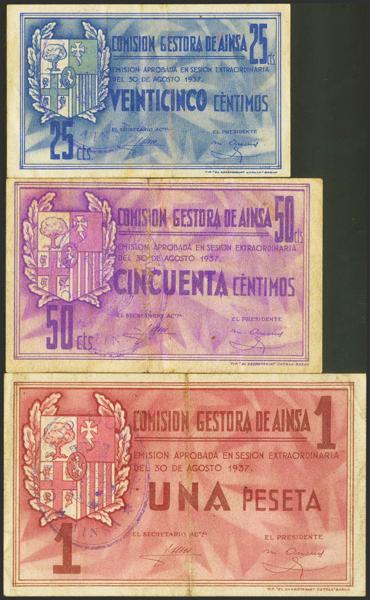 COMISION GESTORA DE AINSA 25 cts
EMISION APROBADA EN SESION EXTRAORDINARIA
DEL 30 DE AGOSTO 1937.
VEINTICINCO CÉNTIMOS
EL SECRETARIO ACTAL
EL PRESIDENTE
25 cts.
COMISION GESTORA DE AINSA 50 cts
EMISION APROBADA EN SESION EXTRAORDINARIA
DEL 30 DE AGOSTO 1937.
CINCUENTA CÉNTIMOS
EL SECRETARIO ACTAL
EL PRESIDENTE
50 cts.
COMISION GESTORA DE AINSA 1
EMISION APROBADA EN SESION EXTRAORDINARIA
DEL 30 DE AGOSTO 1937.
UNA PESETA
EL SECRETARIO ACTAL
EL PRESIDENTE
1